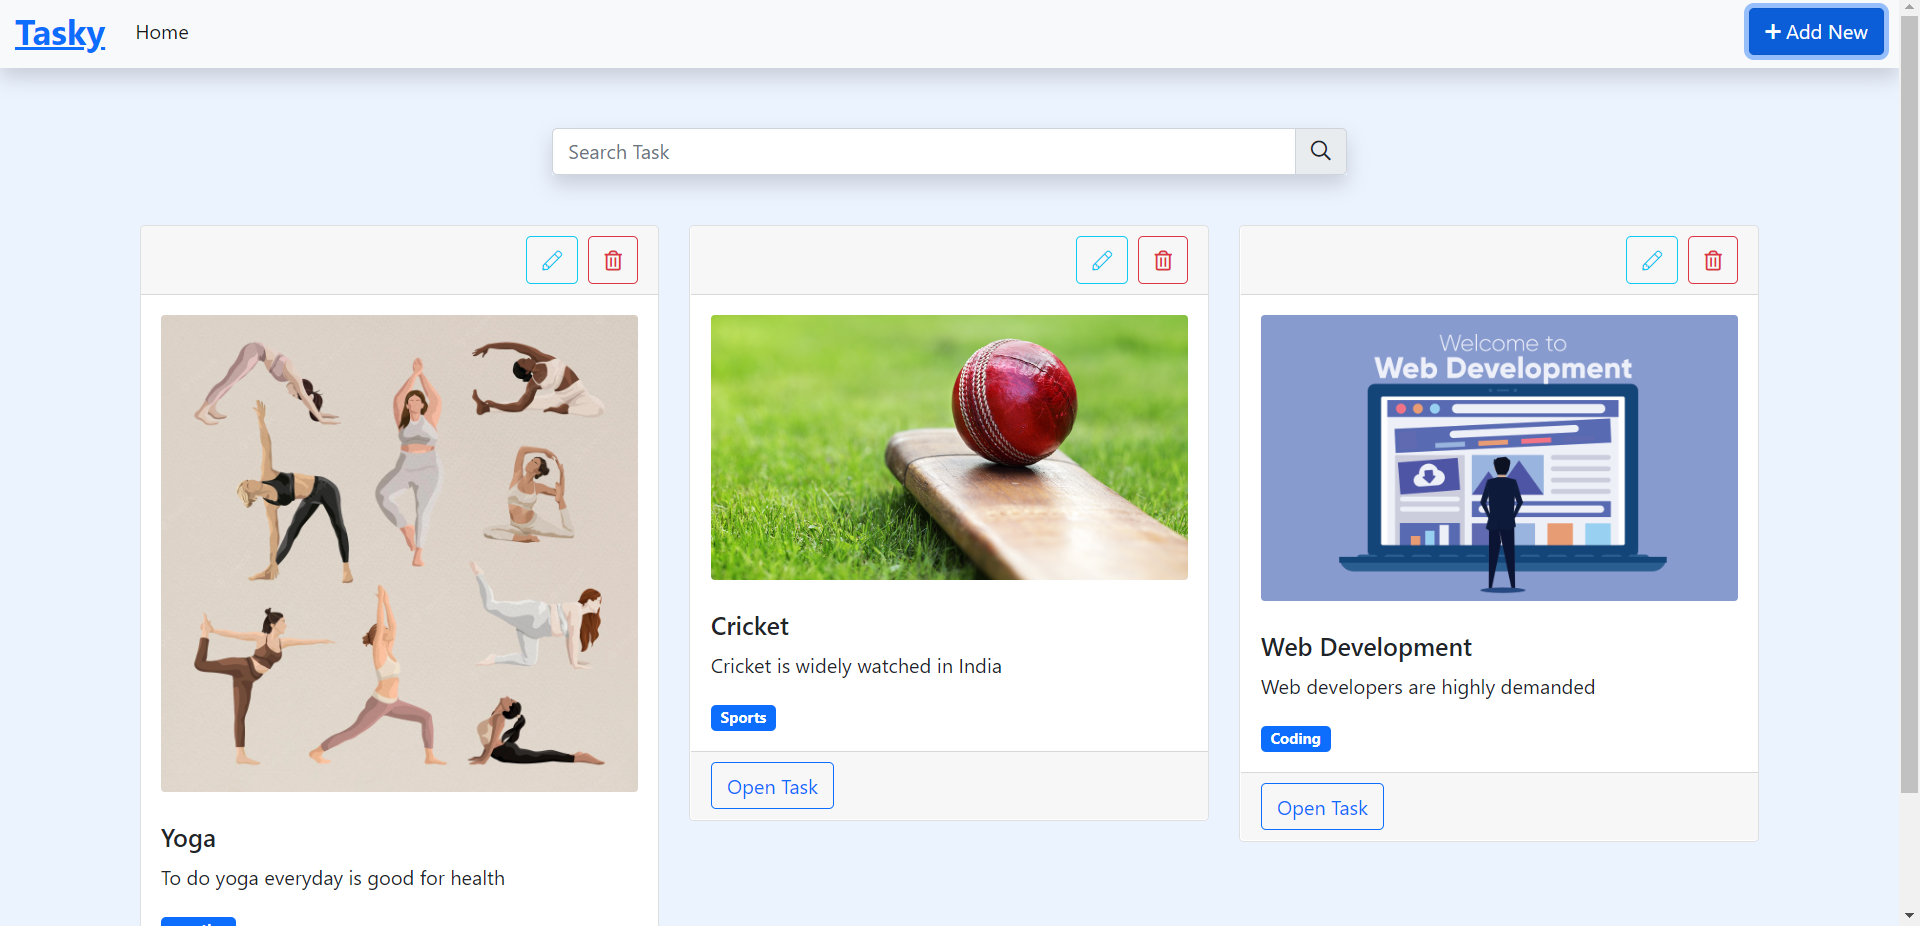 Tasky
Home
Add New
Search Task
Welcome to
Web Development
Yoga
To do yoga everyday is good for health
Cricket
Cricket is widely watched in India
Sports
Open Task
Web Development
Web developers are highly demanded
Coding
Open Task